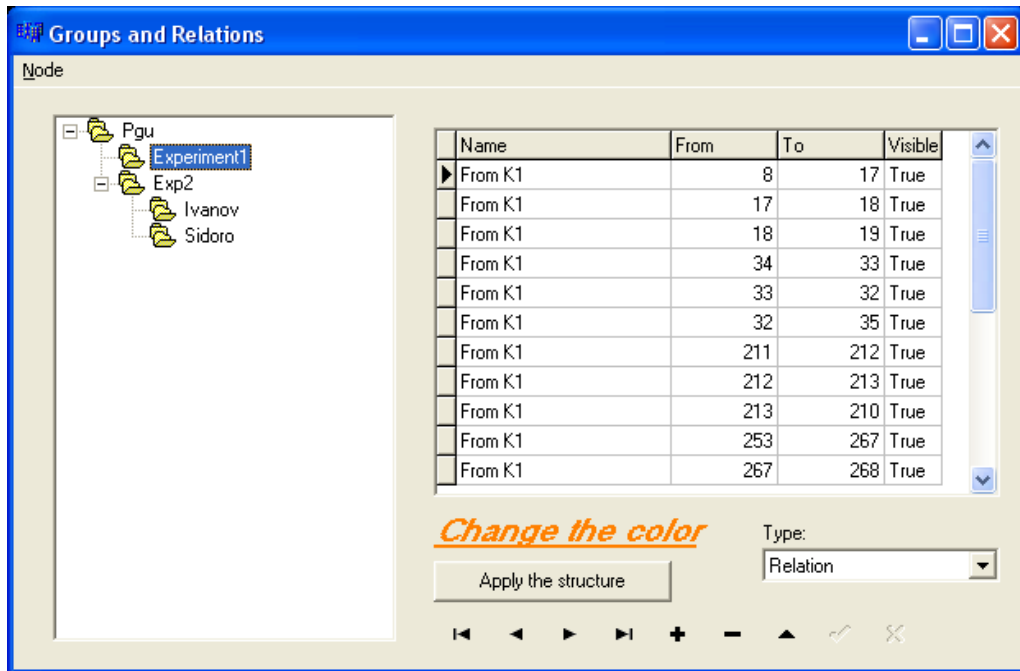 Groups and Relations
Node
Pgu
Experiment1
Exp2
Ivanov
Sidoro
Name From To Visible
From K1 8 17 True
From K1 17 18 True
From K1 18 19 True
From K1 34 33 True
From K1 33 32 True
From K1 32 35 True
From K1 211 212 True
From K1 212 213 True
From K1 213 210 True
From K1 253 267 True
From K1 267 268 True
Change the color
Type:
Relation
Apply the structure